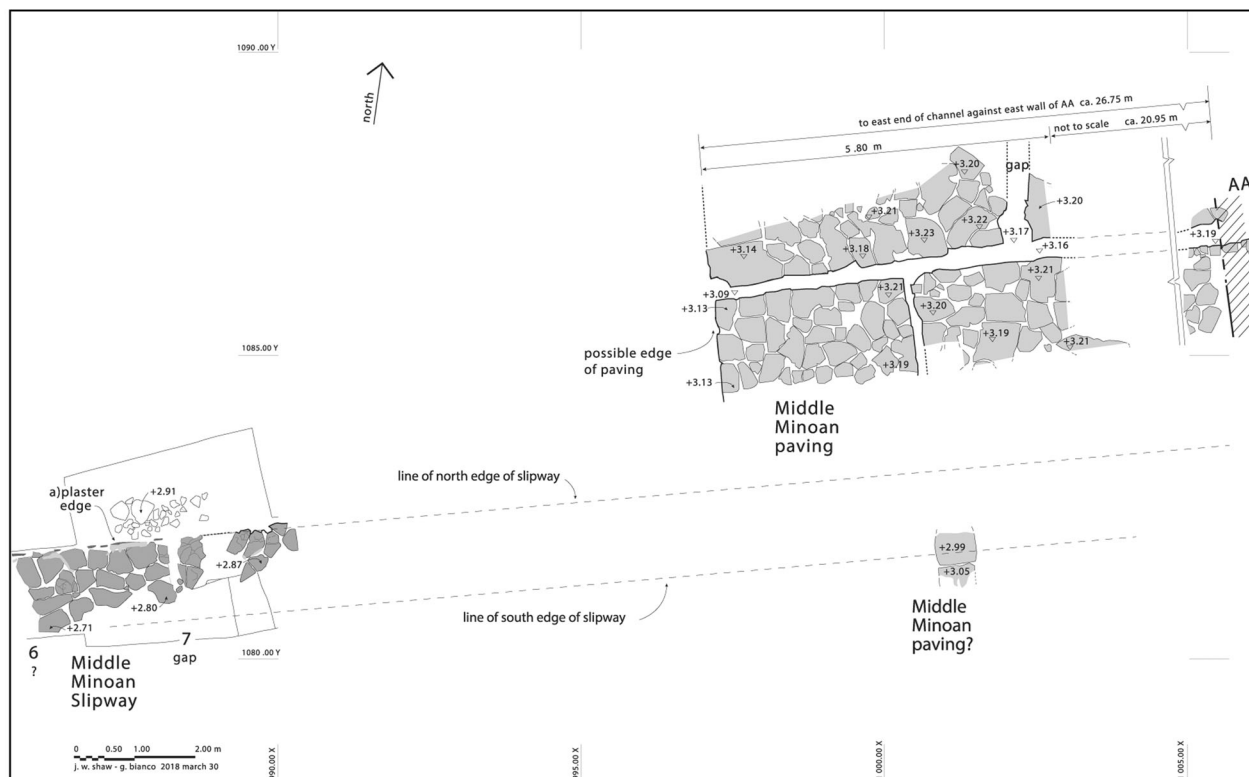 1090 .00 Y
north
to east end of channel against east wall of AA ca. 26.75 m
not to scale ca. 20.95 m
5 .80 m
gap
AA
+3.20
+3.20
+3.21
+3.22
+3.23
+3.17
+3.19
+3.14
+3.18
+3.16
+3.09
+3.21
+3.21
+3.13
+3.20
+3.19
+3.21
1085.00 Y
possible edge
of paving
+3.19
+3.13
Middle
Minoan
paving
line of north edge of slipway
a)plaster
edge
+2.91
+2.87
+2.99
+3.05
+2.80
+2.71
line of south edge of slipway
Middle
Minoan
paving?
6
?
7
gap
Middle
Minoan
Slipway
1080 .00 Y
0 0.50 1.00 2.00 m
j. w. shaw - g. bianco 2018 march 30
990.00 X
995.00 X
000.00 X
005.00 X